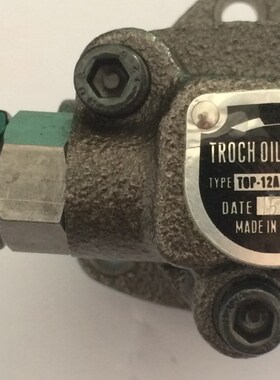 TROCH OIL
TYPE TOP-12A
DATE
MADE IN